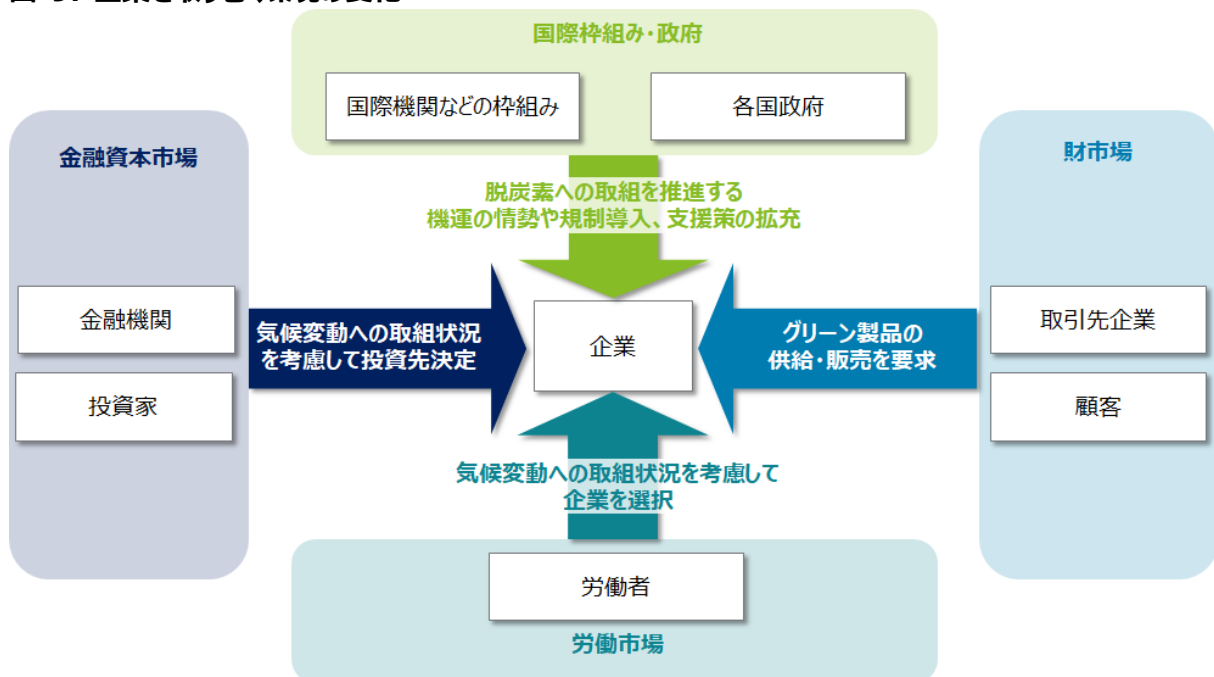 国際枠組み・政府
国際機関などの枠組み
各国政府
金融資本市場
財市場
脱炭素への取組を推進する
機運の情勢や規制導入、支援策の拡充
金融機関
投資家
気候変動への取組状況
を考慮して投資先決定
企業
グリーン製品の
供給・販売を要求
取引先企業
顧客
気候変動への取組状況を考慮して
企業を選択
労働者
労働市場